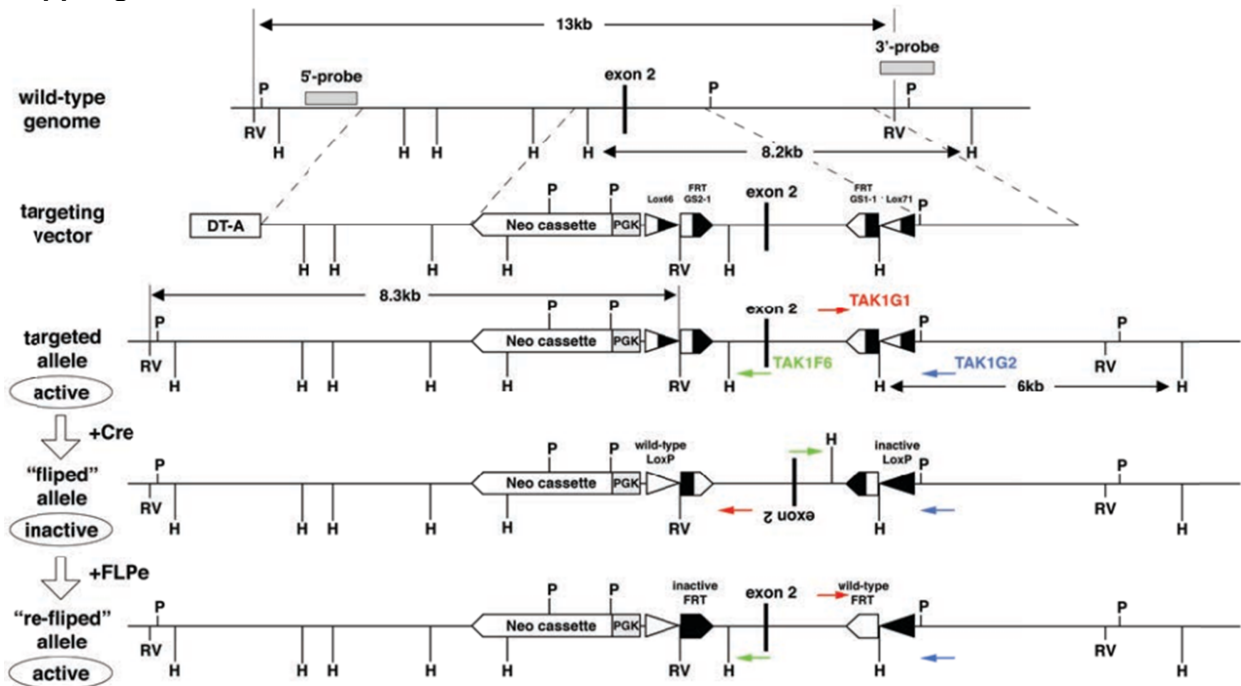 13kb
3'-probe
5'-probe
exon 2
P
P
P
wild-type
genome
RV
RV
H
H
H
H
H
H
8.2kb
targeting
vector
DT-A
P
P
Neo cassette
PGK
Lox66
FRT
GS2-1
exon 2
FRT
GS1-1
Lox71
P
H
H
H
H
RV
H
H
8.3kb
targeted
allele
active
P
P
P
Neo cassette
PGK
exon 2
TAK1G1
P
P
RV
H
H
H
H
H
RV
H
TAK1F6
H
TAK1G2
6kb
RV
H
+Cre
"fliped"
allele
inactive
P
P
P
Neo cassette
PGK
wild-type
LoxP
H
inactive
LoxP
P
P
RV
H
H
H
H
H
RV
exon 2
H
RV
H
+FLPe
"re-fliped"
allele
active
P
P
P
Neo cassette
PGK
inactive
FRT
exon 2
wild-type
FRT
P
P
RV
H
H
H
H
H
RV
H
H
RV
H